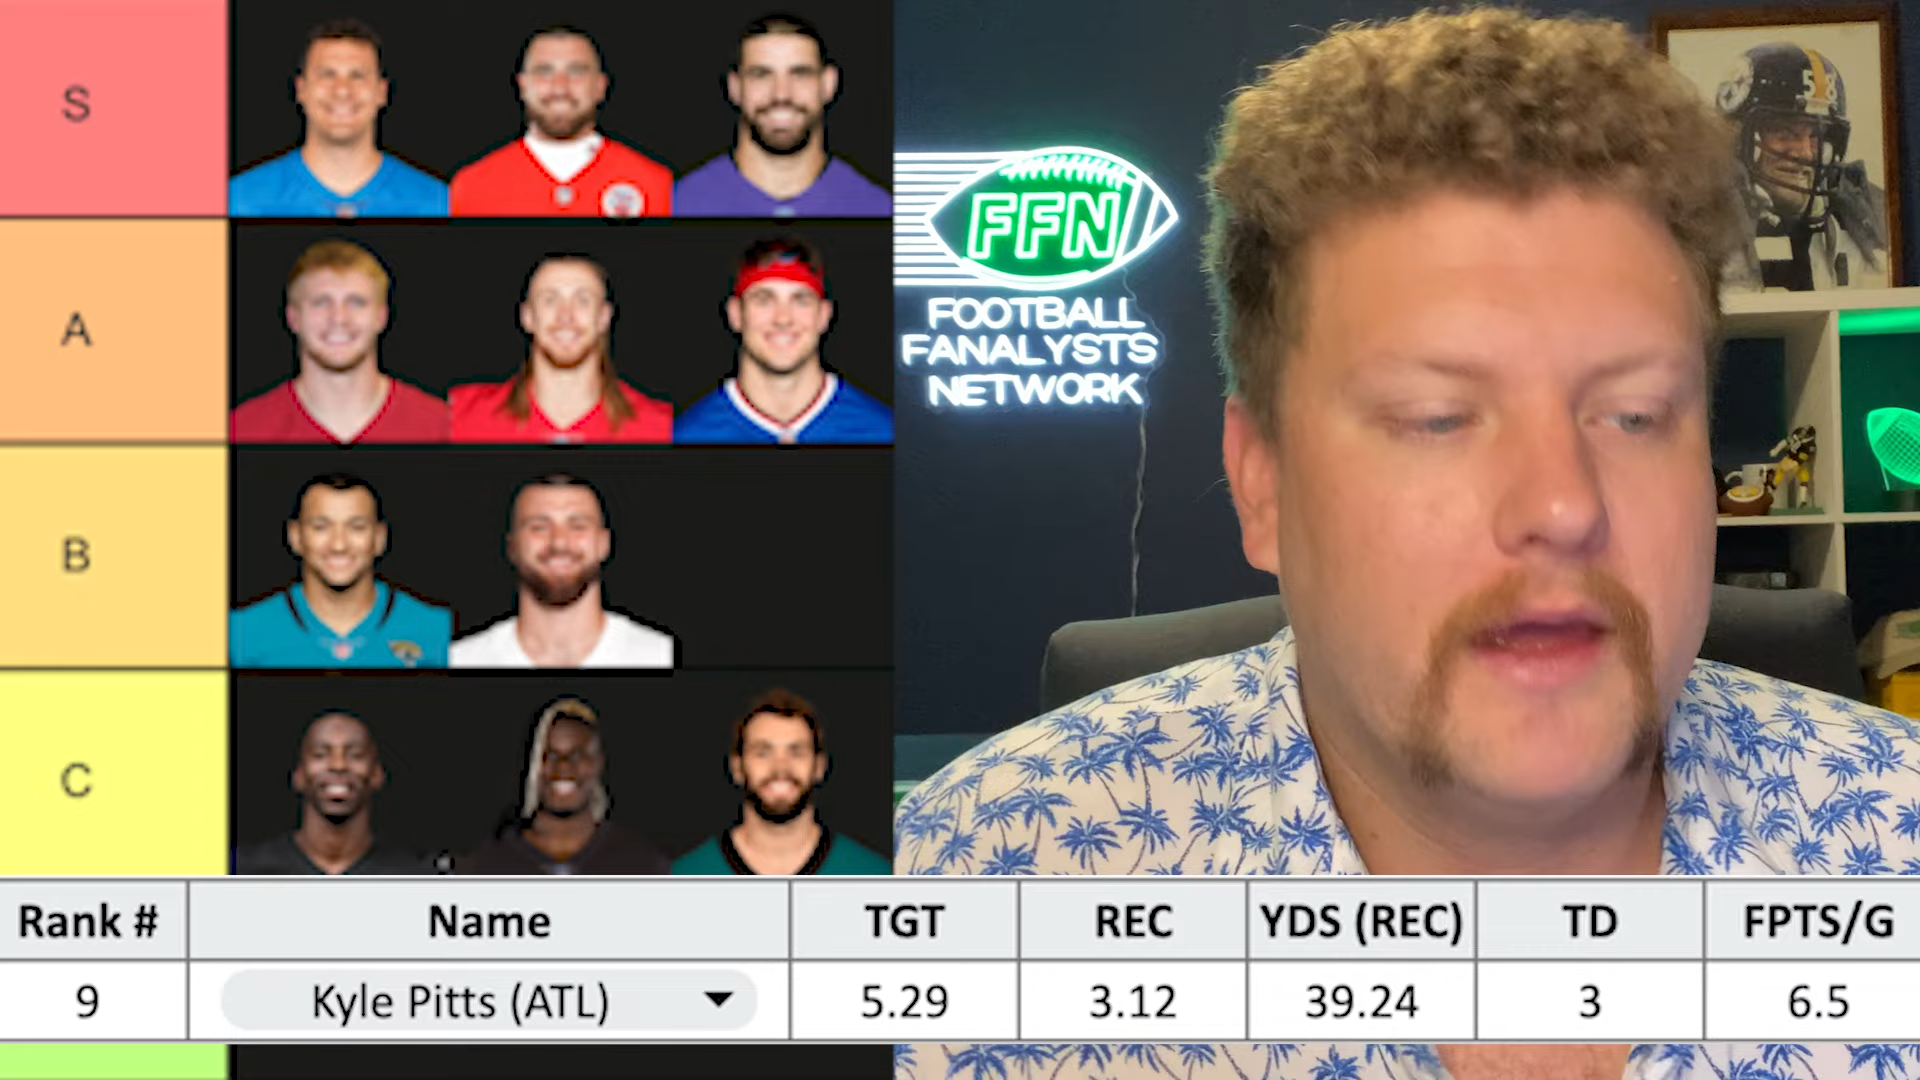 S
A
B
C
FFN
FOOTBALL
FANALYSTS
NETWORK
58
Rank # Name TGT REC YDS (REC) TD FPTS/G
9 Kyle Pitts (ATL) 5.29 3.12 39.24 3 6.5